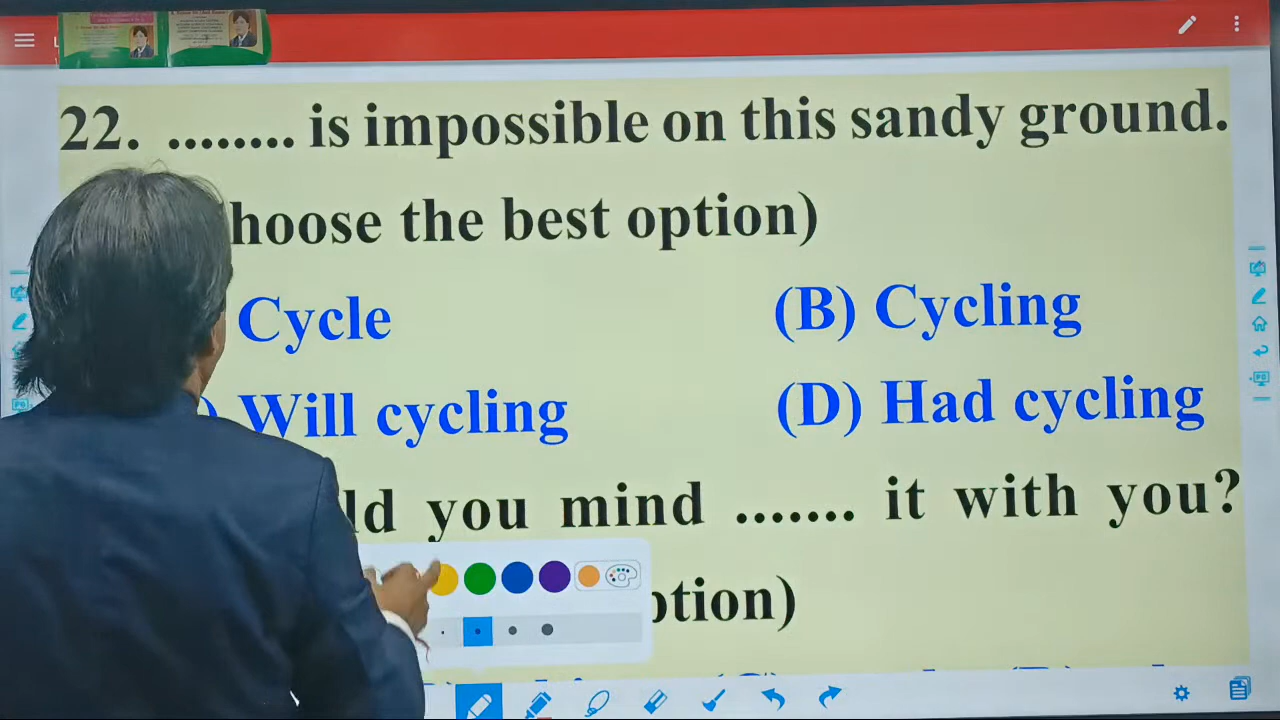 22. ........ is impossible on this sandy ground.
hoose the best option)
Cycle (B) Cycling
) Will cycling (D) Had cycling
ld you mind ....... it with you?
ption)